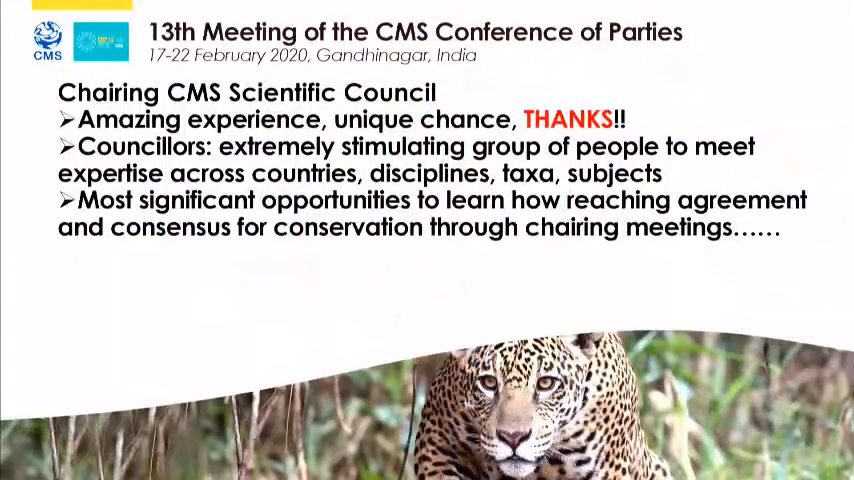 13th Meeting of the CMS Conference of Parties
17-22 February 2020, Gandhinagar, India
CMS
Chairing CMS Scientific Council
➢Amazing experience, unique chance, THANKS!!
➢Councillors: extremely stimulating group of people to meet
expertise across countries, disciplines, taxa, subjects
➢Most significant opportunities to learn how reaching agreement
and consensus for conservation through chairing meetings……